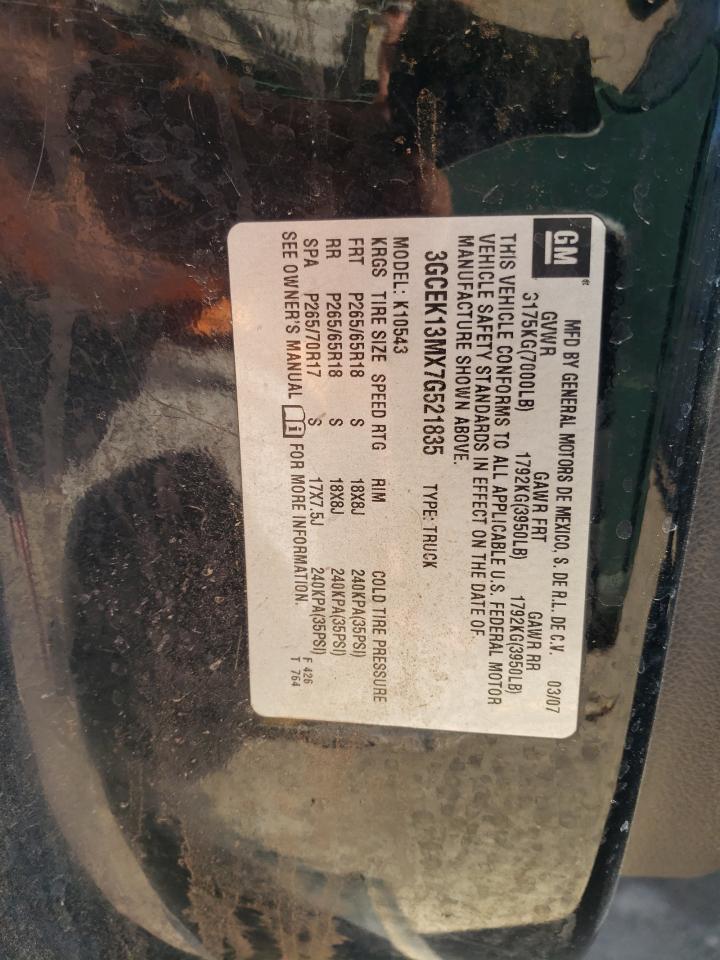 GM
MFD BY GENERAL MOTORS DE MEXICO, S. DE R.L. DE C.V. 03/07
GVWR GAWR FRT GAWR RR
3175KG(7000LB) 1792KG(3950LB) 1792KG(3950LB)
THIS VEHICLE CONFORMS TO ALL APPLICABLE U.S. FEDERAL MOTOR
VEHICLE SAFETY STANDARDS IN EFFECT ON THE DATE OF
MANUFACTURE SHOWN ABOVE.
3GCEK13MX7G521835 TYPE: TRUCK
MODEL: K10543
KRGS TIRE SIZE SPEED RTG RIM COLD TIRE PRESSURE
FRT P265/65R18 S 18X8J 240KPA(35PSI)
RR P265/65R18 S 18X8J 240KPA(35PSI)
SPA P265/70R17 S 17X7.5J 240KPA(35PSI)
SEE OWNER'S MANUAL i FOR MORE INFORMATION.
F 426
T 764